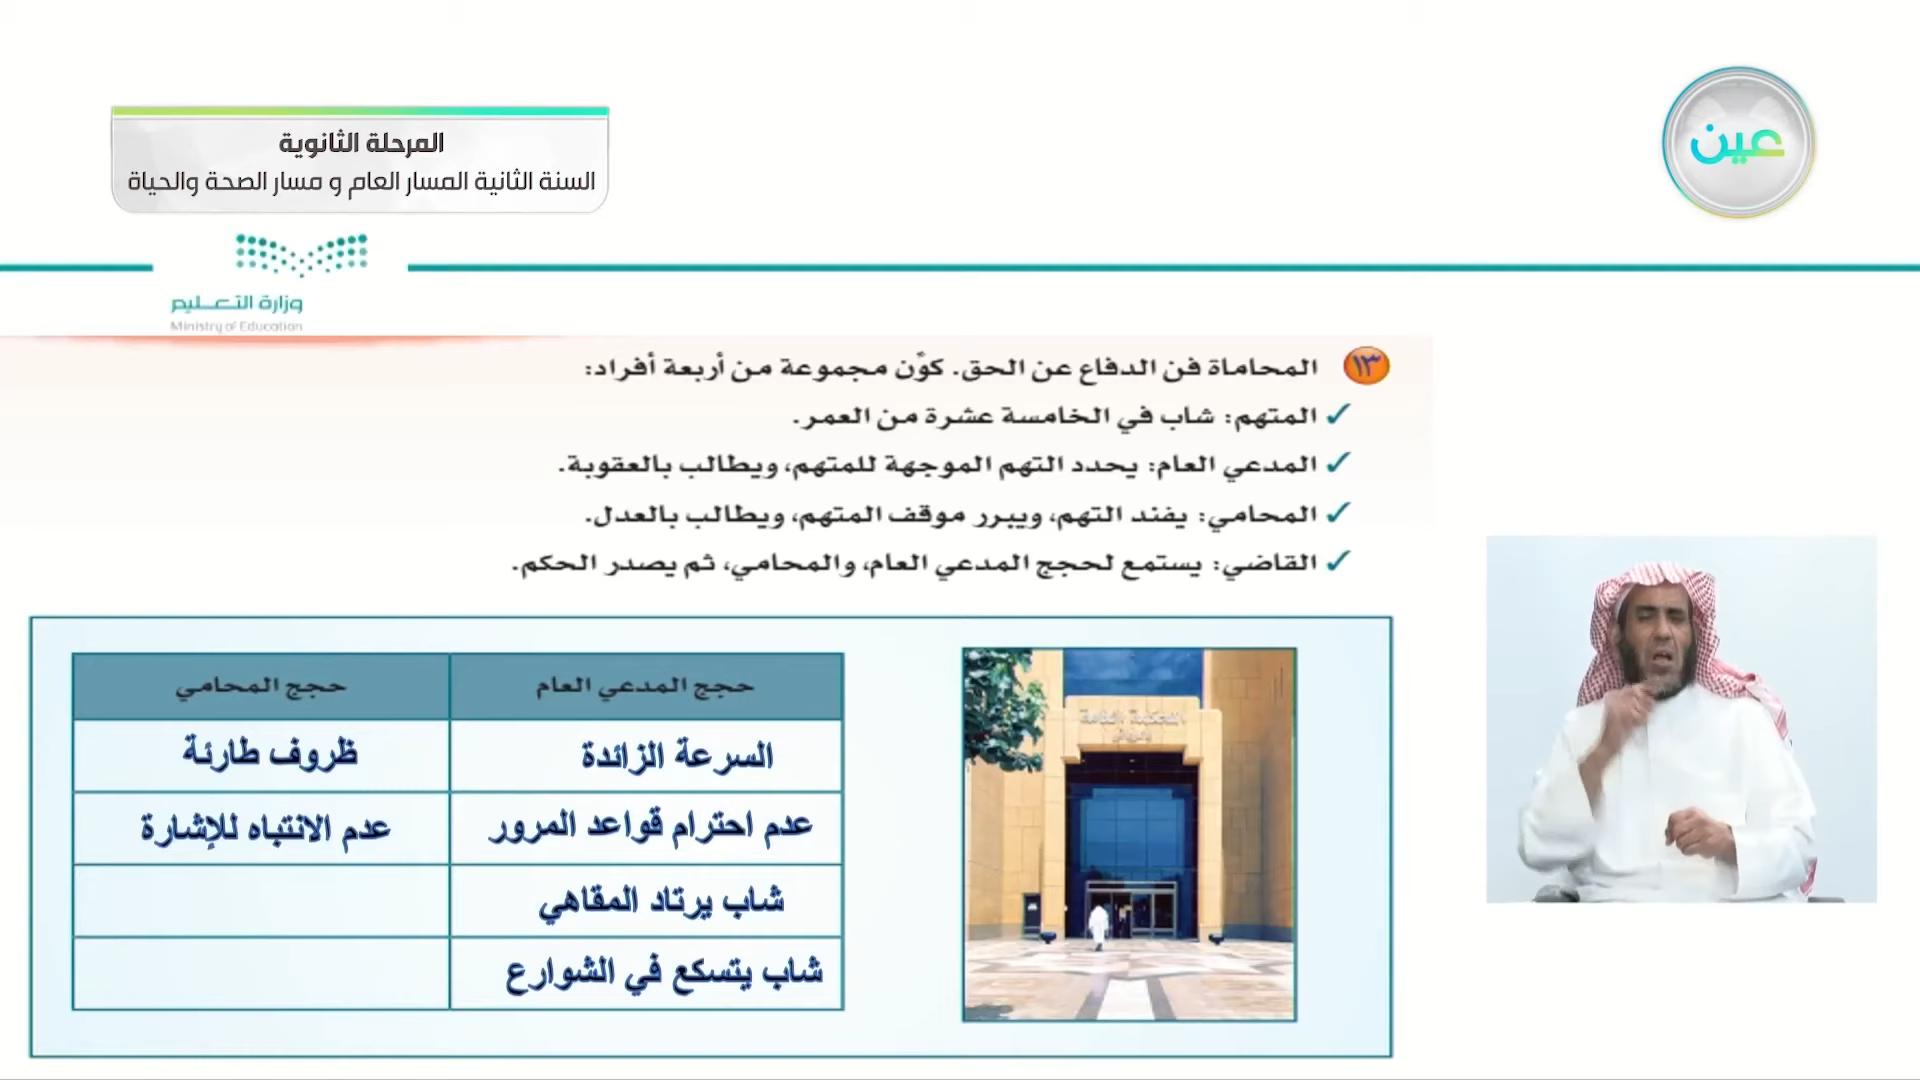 المرحلة الثانوية
السنة الثانية المسار العام و مسار الصحة والحياة
عين
وزارة التعليم
Ministry of Education
١٣ المحاماة فن الدفاع عن الحق. كوِّن مجموعة من أربعة أفراد:
✓ المتهم: شاب في الخامسة عشرة من العمر.
✓ المدعي العام: يحدد التهم الموجهة للمتهم، ويطالب بالعقوبة.
✓ المحامي: يفند التهم، ويبرر موقف المتهم، ويطالب بالعدل.
✓ القاضي: يستمع لحجج المدعي العام، والمحامي، ثم يصدر الحكم.
حجج المدعي العام حجج المحامي
السرعة الزائدة ظروف طارئة
عدم احترام قواعد المرور عدم الانتباه للإشارة
شاب يرتاد المقاهي
شاب يتسكع في الشوارع
المحكمة العامة